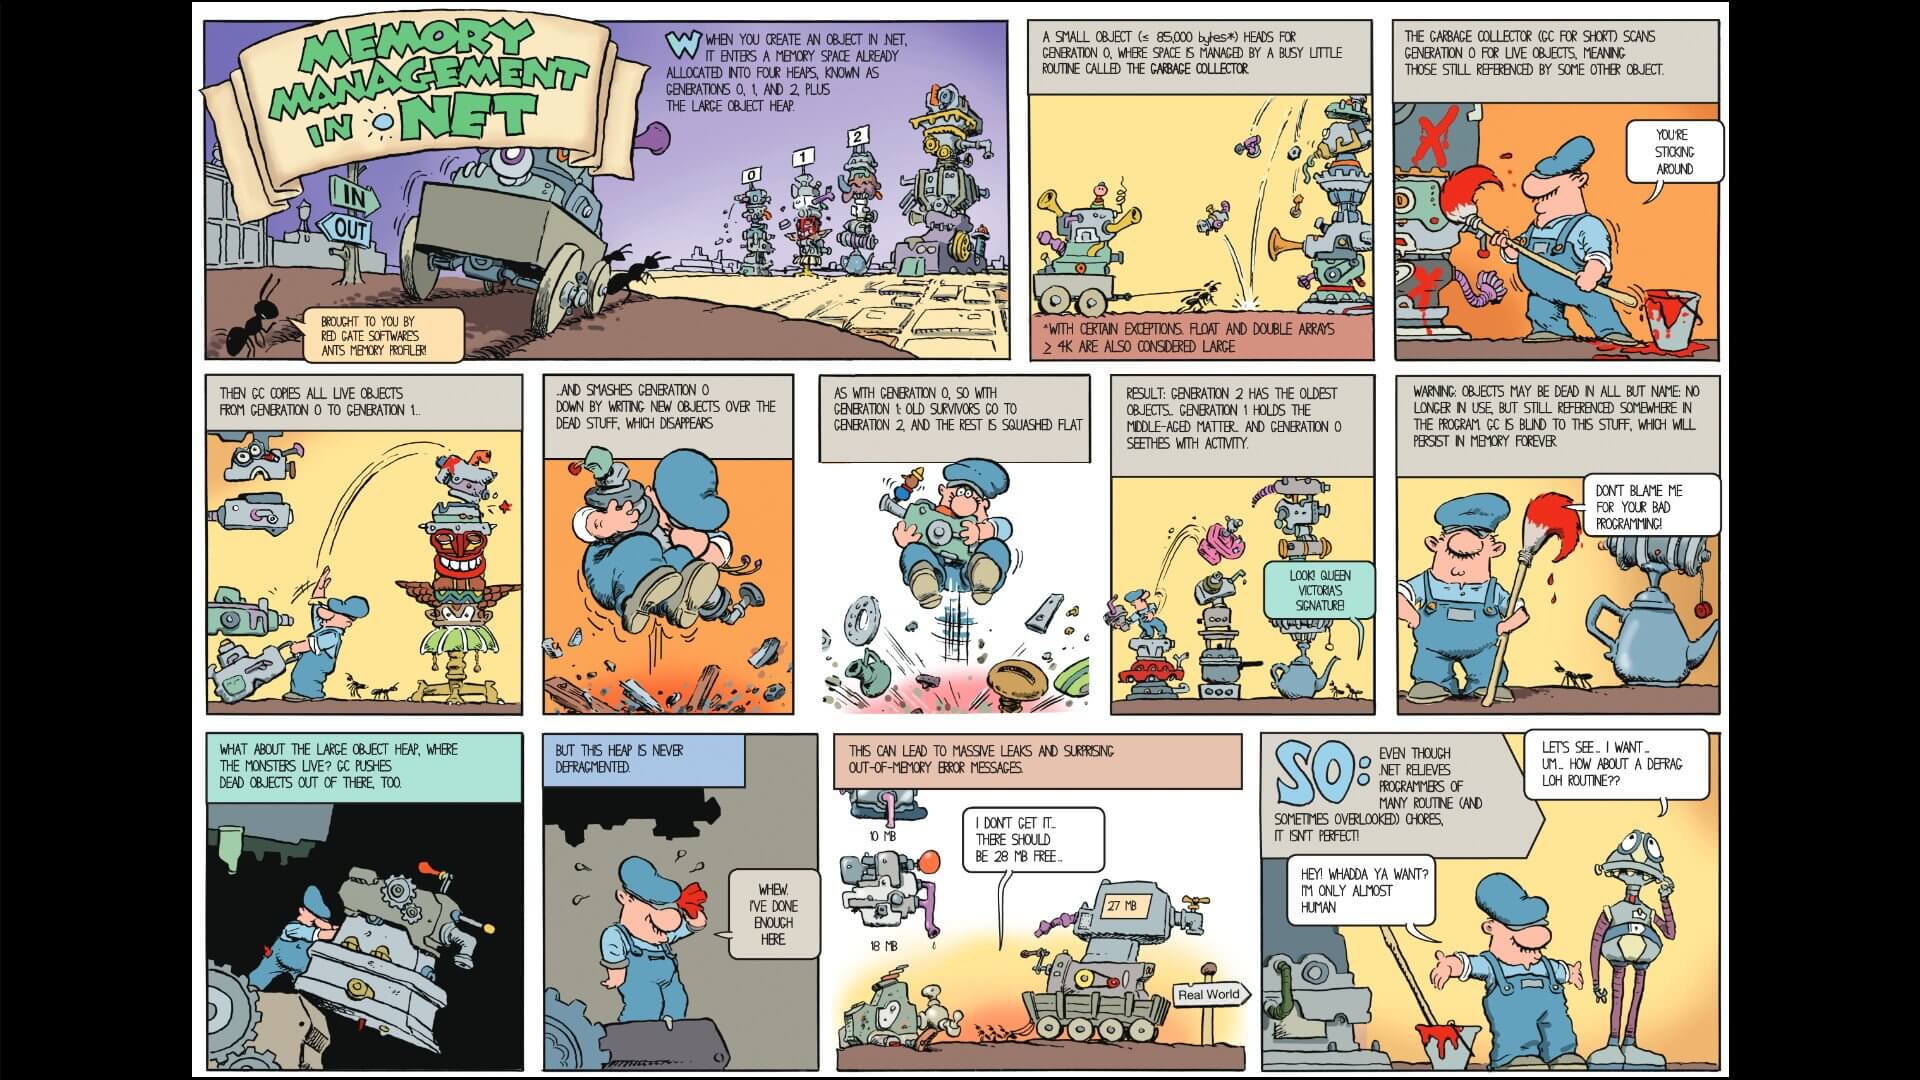 MEMORY
MANAGEMENT
IN .NET
WHEN YOU CREATE AN OBJECT IN .NET,
IT ENTERS A MEMORY SPACE ALREADY
ALLOCATED INTO FOUR HEAPS, KNOWN AS
GENERATIONS 0, 1, AND 2, PLUS
THE LARGE OBJECT HEAP.
IN
OUT
0
1
2
BROUGHT TO YOU BY
RED GATE SOFTWARES
ANTS MEMORY PROFILER!
A SMALL OBJECT (≤ 85,000 bytes*) HEADS FOR
GENERATION 0, WHERE SPACE IS MANAGED BY A BUSY LITTLE
ROUTINE CALLED THE GARBAGE COLLECTOR.
*WITH CERTAIN EXCEPTIONS. FLOAT AND DOUBLE ARRAYS
≥ 4K ARE ALSO CONSIDERED LARGE
THE GARBAGE COLLECTOR (GC FOR SHORT) SCANS
GENERATION 0 FOR LIVE OBJECTS, MEANING
THOSE STILL REFERENCED BY SOME OTHER OBJECT.
YOU'RE
STICKING
AROUND
THEN GC COPIES ALL LIVE OBJECTS
FROM GENERATION 0 TO GENERATION 1...
...AND SMASHES GENERATION 0
DOWN BY WRITING NEW OBJECTS OVER THE
DEAD STUFF, WHICH DISAPPEARS
AS WITH GENERATION 0, SO WITH
GENERATION 1: OLD SURVIVORS GO TO
GENERATION 2, AND THE REST IS SQUASHED FLAT
RESULT: GENERATION 2 HAS THE OLDEST
OBJECTS... GENERATION 1 HOLDS THE
MIDDLE-AGED MATTER... AND GENERATION 0
SEETHES WITH ACTIVITY.
LOOK! QUEEN
VICTORIA'S
SIGNATURE!
WARNING: OBJECTS MAY BE DEAD IN ALL BUT NAME: NO
LONGER IN USE, BUT STILL REFERENCED SOMEWHERE IN
THE PROGRAM. GC IS BLIND TO THIS STUFF, WHICH WILL
PERSIST IN MEMORY FOREVER.
DON'T BLAME ME
FOR YOUR BAD
PROGRAMMING!
WHAT ABOUT THE LARGE OBJECT HEAP, WHERE
THE MONSTERS LIVE? GC PUSHES
DEAD OBJECTS OUT OF THERE, TOO.
BUT THIS HEAP IS NEVER
DEFRAGMENTED.
WHEW.
I'VE DONE
ENOUGH
HERE.
THIS CAN LEAD TO MASSIVE LEAKS AND SURPRISING
OUT-OF-MEMORY ERROR MESSAGES.
10 MB
18 MB
I DON'T GET IT...
THERE SHOULD
BE 28 MB FREE...
27 MB
Real World
SO:
EVEN THOUGH
.NET RELIEVES
PROGRAMMERS OF
MANY ROUTINE (AND
SOMETIMES OVERLOOKED) CHORES,
IT ISN'T PERFECT!
LET'S SEE... I WANT...
UM... HOW ABOUT A DEFRAG
LOH ROUTINE??
HEY! WHADDA YA WANT?
I'M ONLY ALMOST
HUMAN